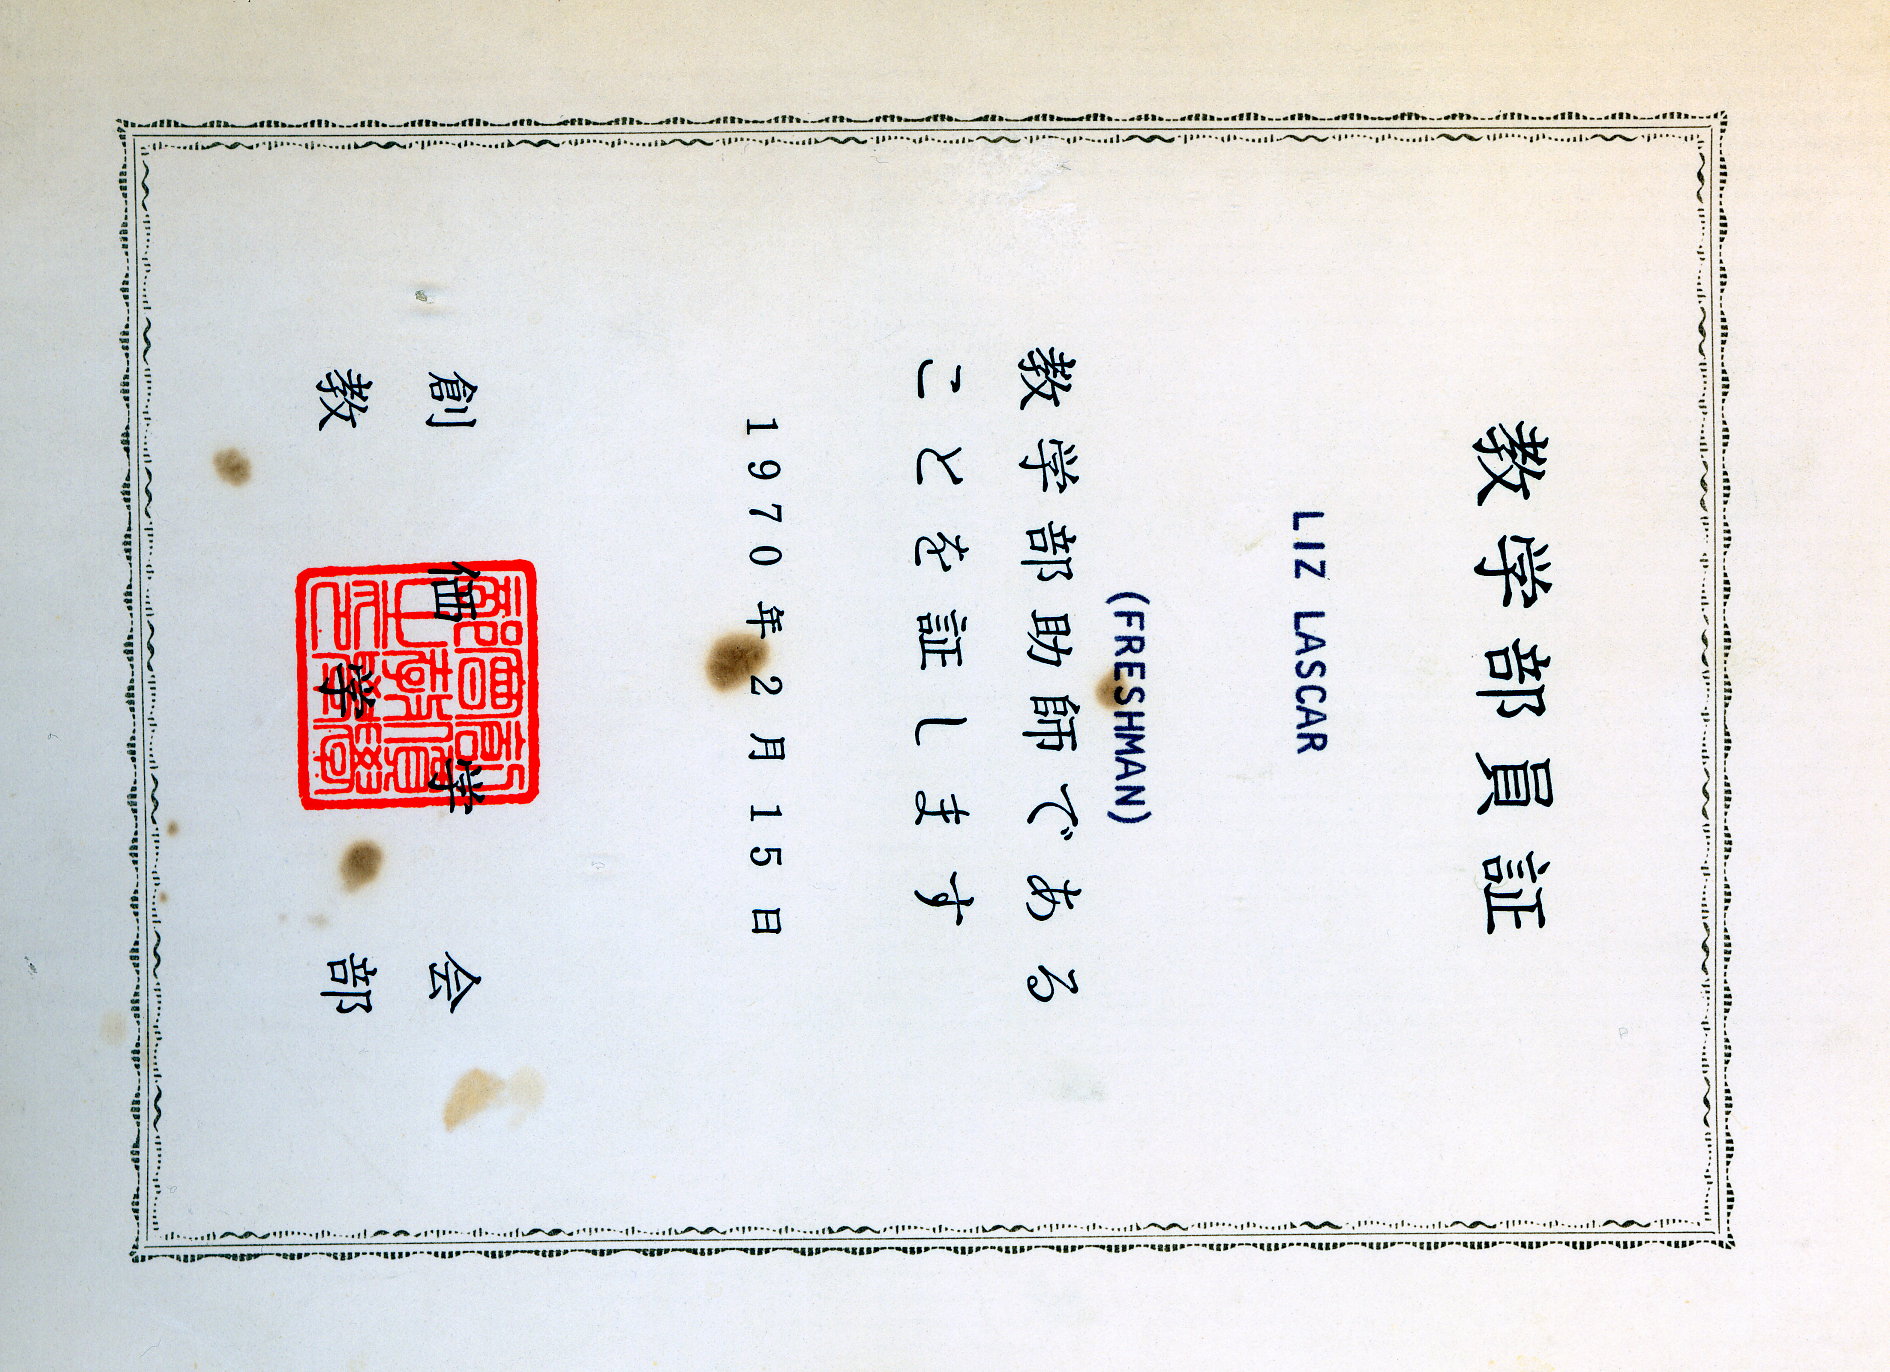 教学部員証
LIZ LASCAR
(FRESHMAN)
教学部助師である
ことを証します
1970年2月15日
創価学会
教学部